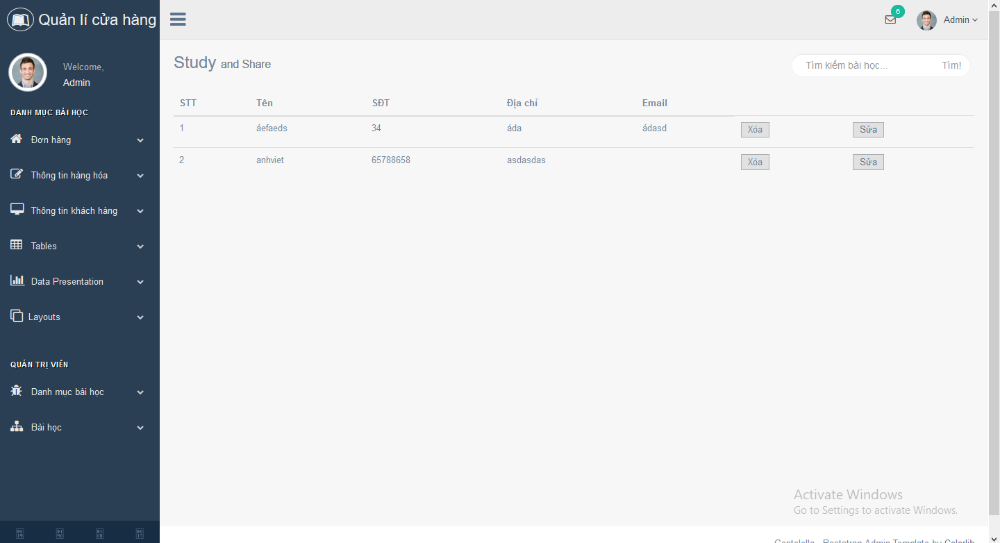 Quản lí cửa hàng
6
Admin
Welcome,
Admin
Study and Share
Tìm kiếm bài học...
Tìm!
DANH MỤC BÀI HỌC
Đơn hàng
Thông tin hàng hóa
Thông tin khách hàng
Tables
Data Presentation
Layouts
QUẢN TRỊ VIÊN
Danh mục bài học
Bài học
STT Tên SĐT Địa chỉ Email
1 áefaeds 34 áda ádasd Xóa Sửa
2 anhviet 65788658 asdasdas Xóa Sửa
Activate Windows
Go to Settings to activate Windows.
Gentelella - Bootstrap Admin Template by Colorlib